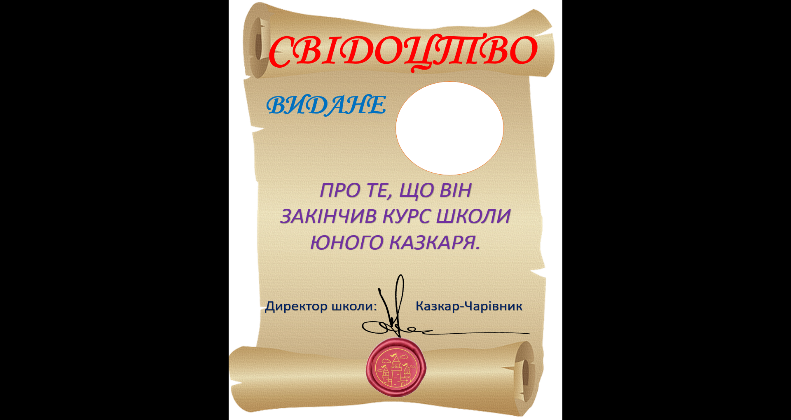 СВІДОЦТВО
ВИДАНЕ
ПРО ТЕ, ЩО ВІН
ЗАКІНЧИВ КУРС ШКОЛИ
ЮНОГО КАЗКАРЯ.
Директор школи: Казкар-Чарівник